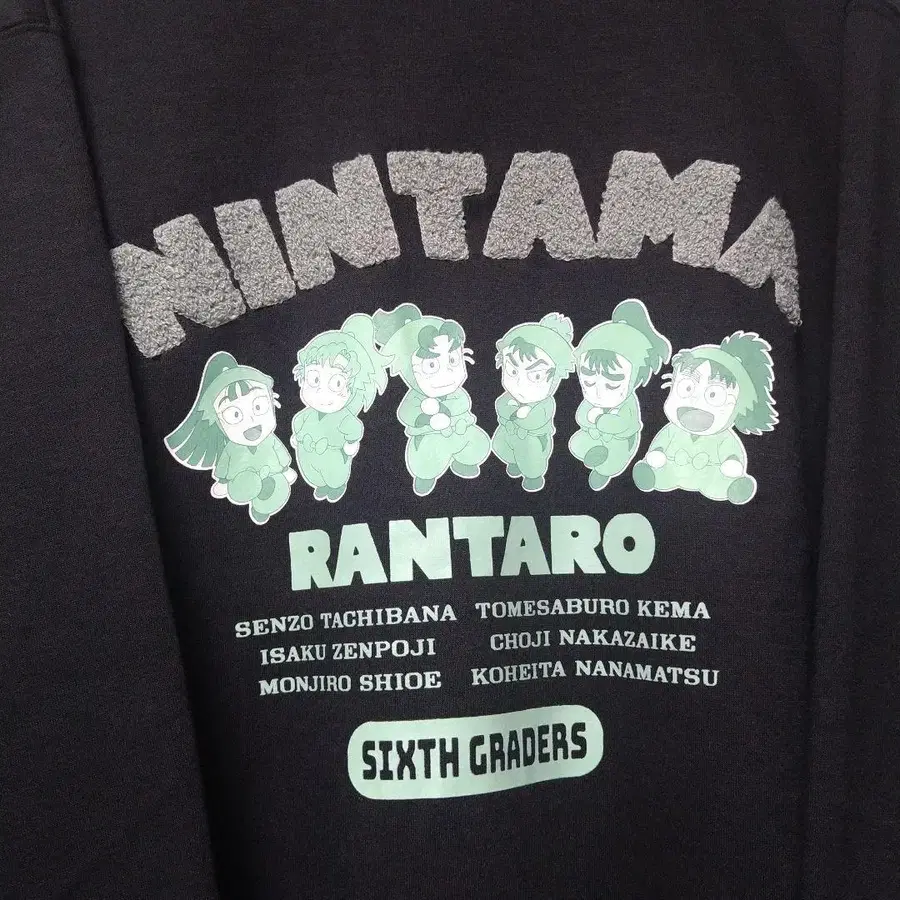 NINTAMA
RANTARO
SENZO TACHIBANA TOMESABURO KEMA
ISAKU ZENPOJI CHOJI NAKAZAIKE
MONJIRO SHIOE KOHEITA NANAMATSU
SIXTH GRADERS